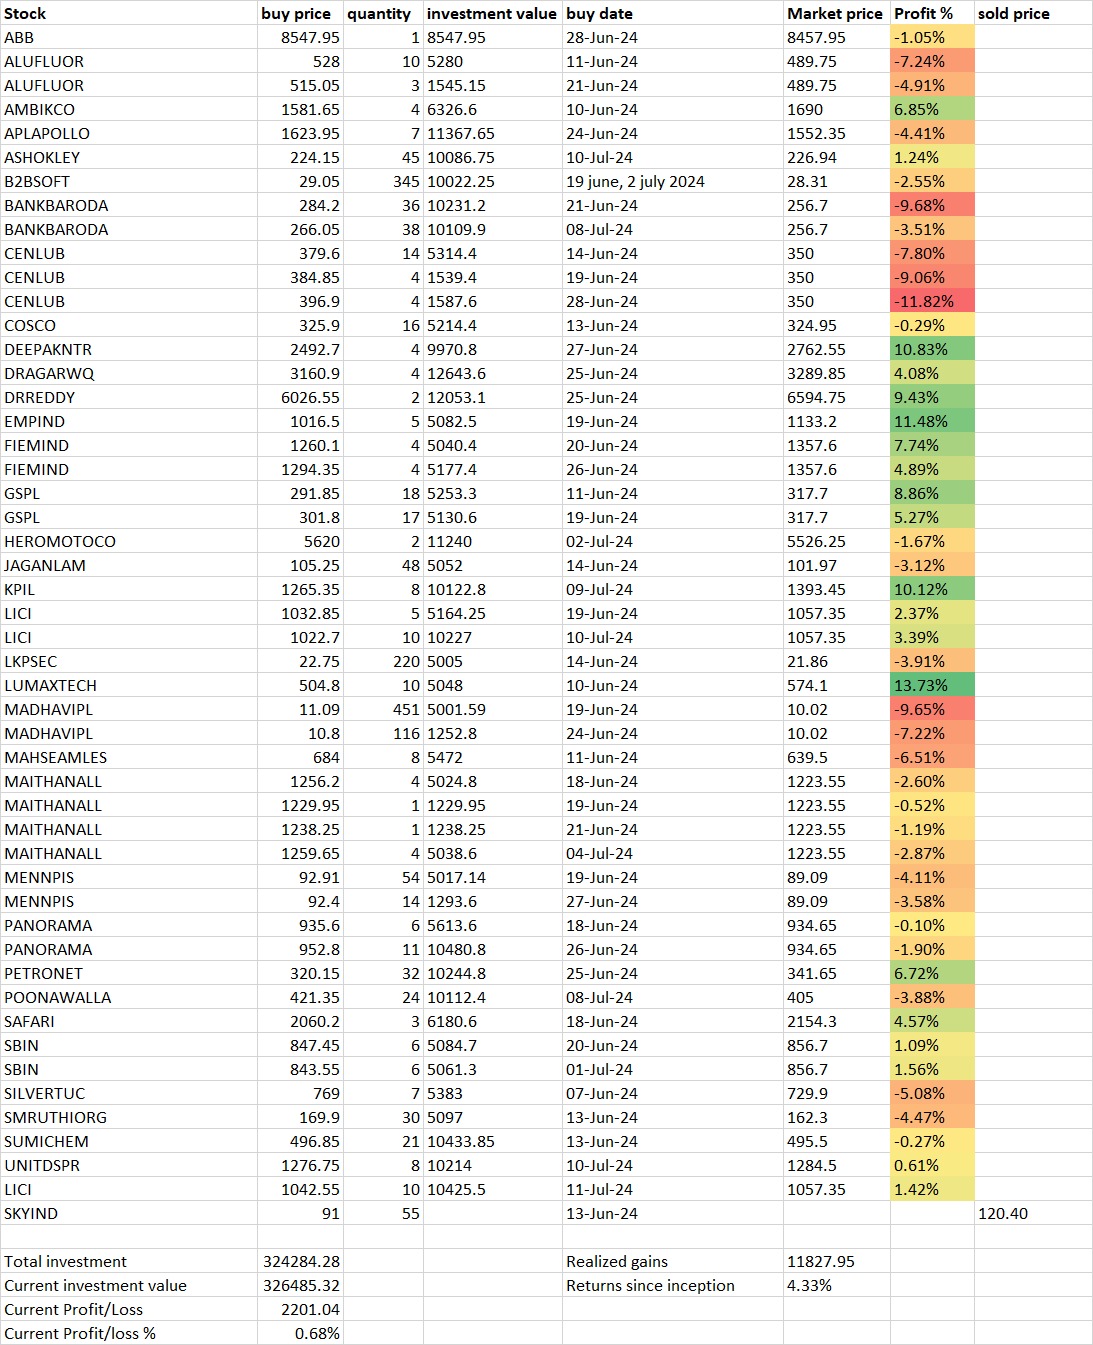 Stock buy price quantity investment value buy date Market price Profit % sold price
ABB 8547.95 1 8547.95 28-Jun-24 8457.95 -1.05%
ALUFLUOR 528 10 5280 11-Jun-24 489.75 -7.24%
ALUFLUOR 515.05 3 1545.15 21-Jun-24 489.75 -4.91%
AMBIKCO 1581.65 4 6326.6 10-Jun-24 1690 6.85%
APLAPOLLO 1623.95 7 11367.65 24-Jun-24 1552.35 -4.41%
ASHOKLEY 224.15 45 10086.75 10-Jul-24 226.94 1.24%
B2BSOFT 29.05 345 10022.25 19 june, 2 july 2024 28.31 -2.55%
BANKBARODA 284.2 36 10231.2 21-Jun-24 256.7 -9.68%
BANKBARODA 266.05 38 10109.9 08-Jul-24 256.7 -3.51%
CENLUB 379.6 14 5314.4 14-Jun-24 350 -7.80%
CENLUB 384.85 4 1539.4 19-Jun-24 350 -9.06%
CENLUB 396.9 4 1587.6 28-Jun-24 350 -11.82%
COSCO 325.9 16 5214.4 13-Jun-24 324.95 -0.29%
DEEPAKNTR 2492.7 4 9970.8 27-Jun-24 2762.55 10.83%
DRAGARWQ 3160.9 4 12643.6 25-Jun-24 3289.85 4.08%
DRREDDY 6026.55 2 12053.1 25-Jun-24 6594.75 9.43%
EMPIND 1016.5 5 5082.5 19-Jun-24 1133.2 11.48%
FIEMIND 1260.1 4 5040.4 20-Jun-24 1357.6 7.74%
FIEMIND 1294.35 4 5177.4 26-Jun-24 1357.6 4.89%
GSPL 291.85 18 5253.3 11-Jun-24 317.7 8.86%
GSPL 301.8 17 5130.6 19-Jun-24 317.7 5.27%
HEROMOTOCO 5620 2 11240 02-Jul-24 5526.25 -1.67%
JAGANLAM 105.25 48 5052 14-Jun-24 101.97 -3.12%
KPIL 1265.35 8 10122.8 09-Jul-24 1393.45 10.12%
LICI 1032.85 5 5164.25 19-Jun-24 1057.35 2.37%
LICI 1022.7 10 10227 10-Jul-24 1057.35 3.39%
LKPSEC 22.75 220 5005 14-Jun-24 21.86 -3.91%
LUMAXTECH 504.8 10 5048 10-Jun-24 574.1 13.73%
MADHAVIPL 11.09 451 5001.59 19-Jun-24 10.02 -9.65%
MADHAVIPL 10.8 116 1252.8 24-Jun-24 10.02 -7.22%
MAHSEAMLES 684 8 5472 11-Jun-24 639.5 -6.51%
MAITHANALL 1256.2 4 5024.8 18-Jun-24 1223.55 -2.60%
MAITHANALL 1229.95 1 1229.95 19-Jun-24 1223.55 -0.52%
MAITHANALL 1238.25 1 1238.25 21-Jun-24 1223.55 -1.19%
MAITHANALL 1259.65 4 5038.6 04-Jul-24 1223.55 -2.87%
MENNPIS 92.91 54 5017.14 19-Jun-24 89.09 -4.11%
MENNPIS 92.4 14 1293.6 27-Jun-24 89.09 -3.58%
PANORAMA 935.6 6 5613.6 18-Jun-24 934.65 -0.10%
PANORAMA 952.8 11 10480.8 26-Jun-24 934.65 -1.90%
PETRONET 320.15 32 10244.8 25-Jun-24 341.65 6.72%
POONAWALLA 421.35 24 10112.4 08-Jul-24 405 -3.88%
SAFARI 2060.2 3 6180.6 18-Jun-24 2154.3 4.57%
SBIN 847.45 6 5084.7 20-Jun-24 856.7 1.09%
SBIN 843.55 6 5061.3 01-Jul-24 856.7 1.56%
SILVERTUC 769 7 5383 07-Jun-24 729.9 -5.08%
SMRUTHIORG 169.9 30 5097 13-Jun-24 162.3 -4.47%
SUMICHEM 496.85 21 10433.85 13-Jun-24 495.5 -0.27%
UNITDSPR 1276.75 8 10214 10-Jul-24 1284.5 0.61%
LICI 1042.55 10 10425.5 11-Jul-24 1057.35 1.42%
SKYIND 91 55 13-Jun-24 120.40
Total investment 324284.28 Realized gains 11827.95
Current investment value 326485.32 Returns since inception 4.33%
Current Profit/Loss 2201.04
Current Profit/loss % 0.68%